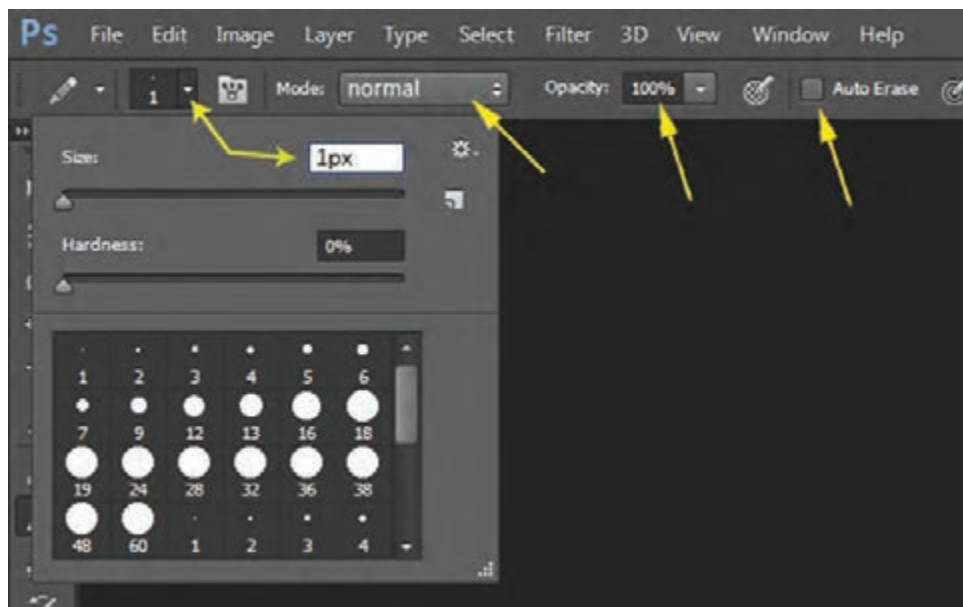 Ps File Edit Image Layer Type Select Filter 3D View Window Help
1 Mode: normal Opacity: 100% Auto Erase
Size: 1px
Hardness: 0%
1 2 3 4 5 6
7 9 12 13 16 18
19 24 28 32 36 38
48 60 1 2 3 4